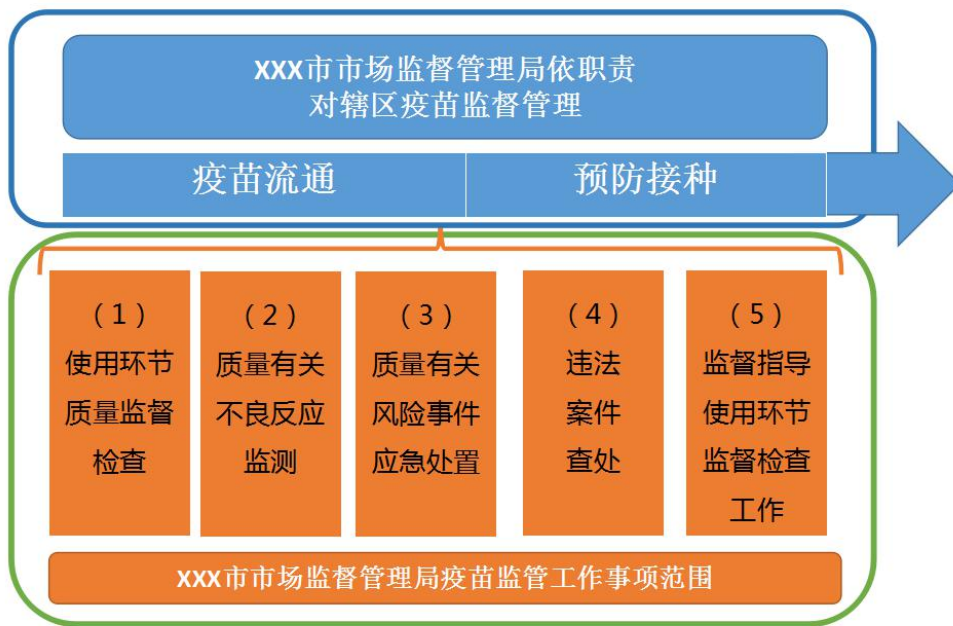 XXX市市场监督管理局依职责
对辖区疫苗监督管理
疫苗流通
预防接种
（1）
使用环节
质量监督
检查
（2）
质量有关
不良反应
监测
（3）
质量有关
风险事件
应急处置
（4）
违法
案件
查处
（5）
监督指导
使用环节
监督检查
工作
XXX市市场监督管理局疫苗监管工作事项范围